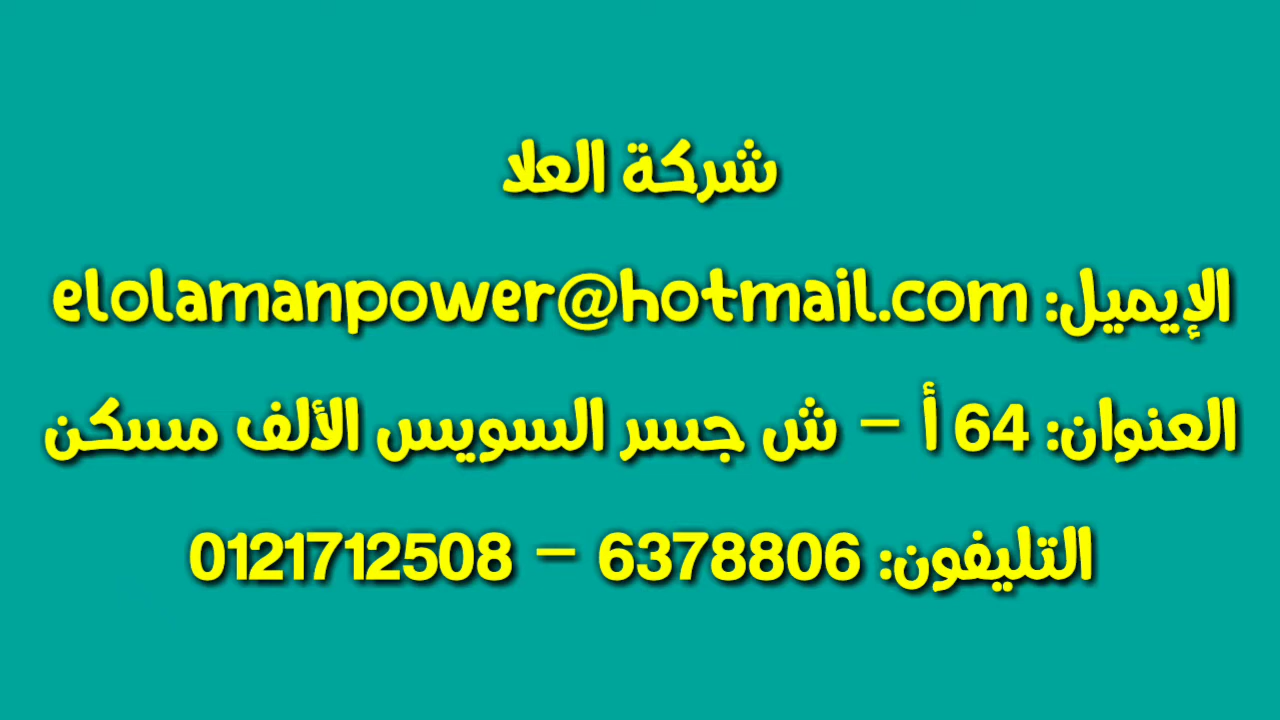 شركة العلا
الإيميل: elolamanpower@hotmail.com
العنوان: 64 أ – ش جسر السويس الألف مسكن
التليفون: 6378806 – 0121712508